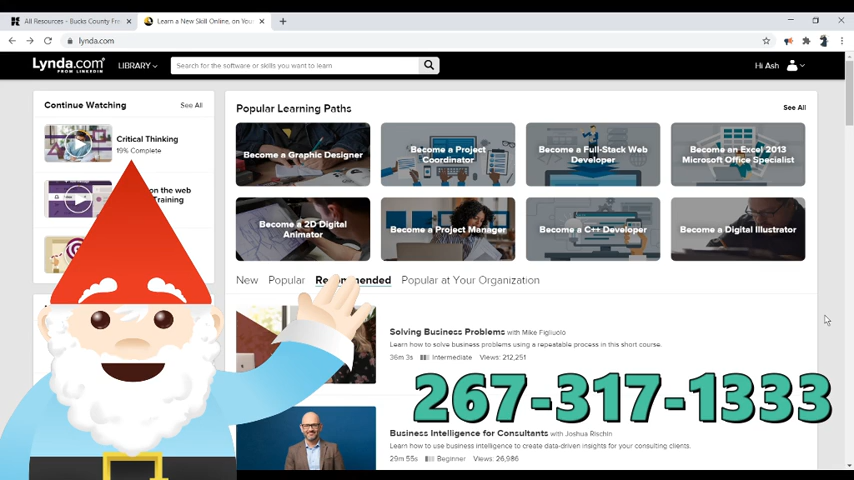 All Resources - Bucks County Fre
Learn a New Skill Online, on Your
lynda.com
Lynda.com
FROM LINKEDIN
LIBRARY
Search for the software or skills you want to learn
Hi Ash
Continue Watching
See All
Critical Thinking
19% Complete
on the web
Training
Popular Learning Paths
See All
Become a Graphic Designer
Become a Project
Coordinator
Become a Full-Stack Web
Developer
Become an Excel 2013
Microsoft Office Specialist
Become a 2D Digital
Animator
Become a Project Manager
Become a C++ Developer
Become a Digital Illustrator
New Popular Recommended Popular at Your Organization
Solving Business Problems with Mike Figliuolo
Learn how to solve business problems using a repeatable process in this short course.
36m 3s Intermediate Views: 212,251
267-317-1333
Business Intelligence for Consultants with Joshua Rischin
Learn how to use business intelligence to create data-driven insights for your consulting clients.
29m 55s Beginner Views: 26,986